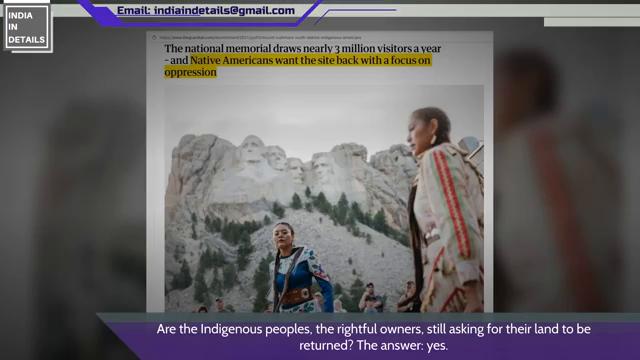 INDIA
IN
DETAILS
Email: indiaindetails@gmail.com
The national memorial draws nearly 3 million visitors a year
– and Native Americans want the site back with a focus on
oppression
Are the Indigenous peoples, the rightful owners, still asking for their land to be
returned? The answer: yes.